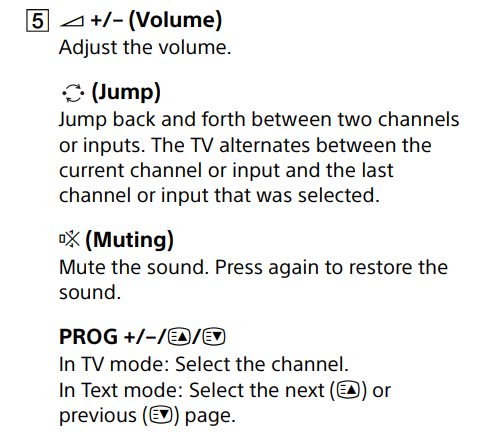 5 +/– (Volume)
Adjust the volume.
(Jump)
Jump back and forth between two channels
or inputs. The TV alternates between the
current channel or input and the last
channel or input that was selected.
(Muting)
Mute the sound. Press again to restore the
sound.
PROG +/–/▲/▼
In TV mode: Select the channel.
In Text mode: Select the next (▲) or
previous (▼) page.